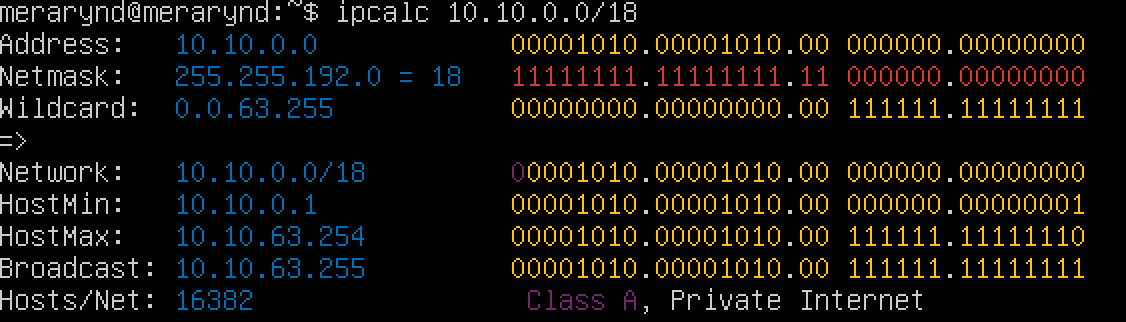 merarynd@merarynd:~$ ipcalc 10.10.0.0/18
Address:   10.10.0.0            00001010.00001010.00 000000.00000000
Netmask:   255.255.192.0 = 18   11111111.11111111.11 000000.00000000
Wildcard:  0.0.63.255           00000000.00000000.00 111111.11111111
=>
Network:   10.10.0.0/18         00001010.00001010.00 000000.00000000
HostMin:   10.10.0.1            00001010.00001010.00 000000.00000001
HostMax:   10.10.63.254         00001010.00001010.00 111111.11111110
Broadcast: 10.10.63.255         00001010.00001010.00 111111.11111111
Hosts/Net: 16382                 Class A, Private Internet